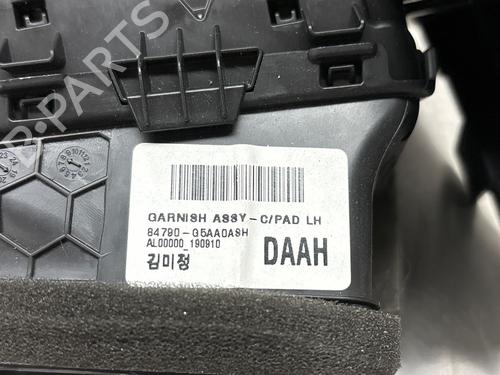 GARNISH ASSY-C/PAD LH
84790-G5AA0ASH
AL00000_190910
김미정
DAAH